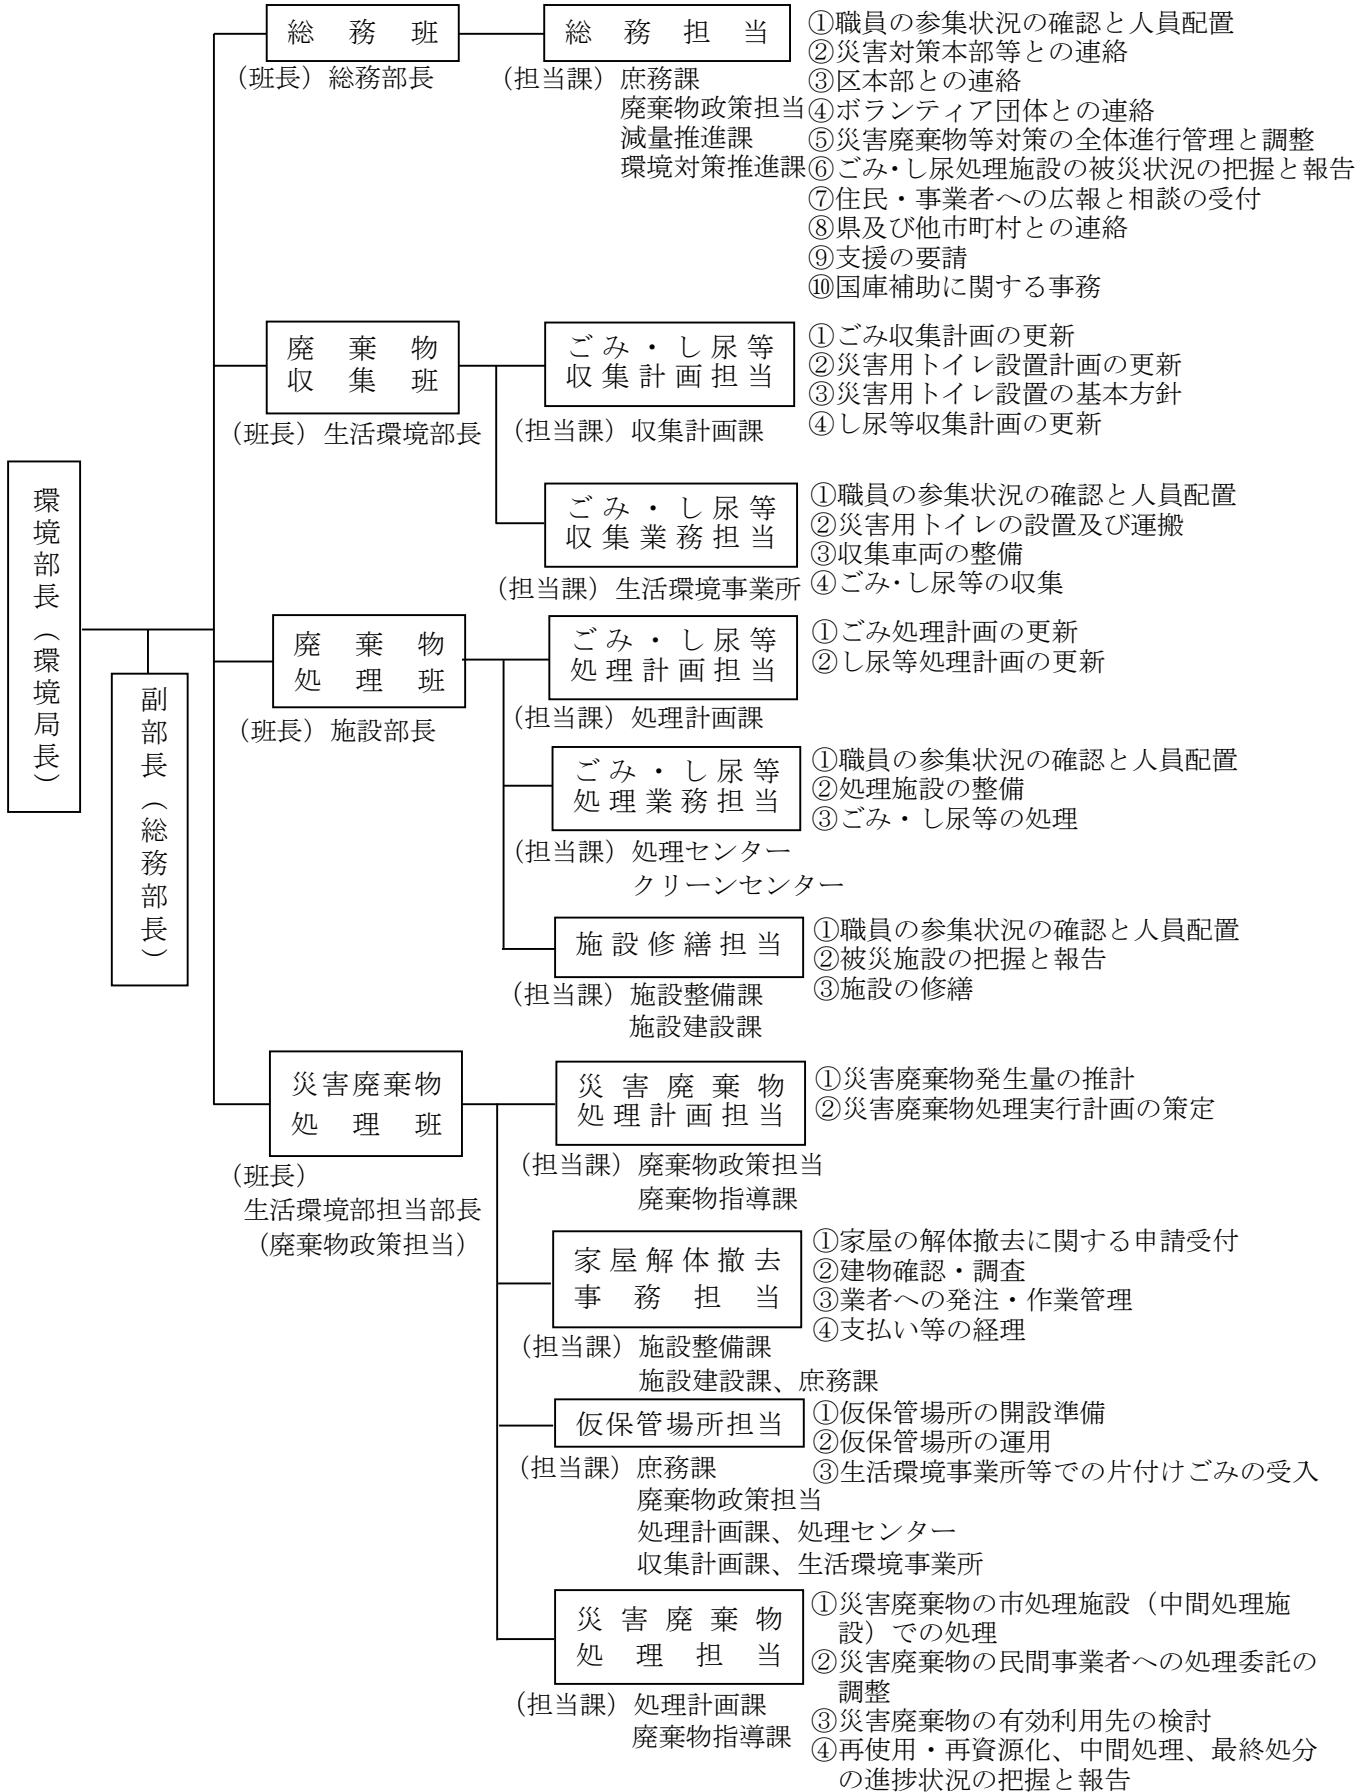 環境部長（環境局長）
副部長（総務部長）
総務班
（班長）総務部長
総務担当
（担当課）庶務課
廃棄物政策担当
減量推進課
環境対策推進課
①職員の参集状況の確認と人員配置
②災害対策本部等との連絡
③区本部との連絡
④ボランティア団体との連絡
⑤災害廃棄物等対策の全体進行管理と調整
⑥ごみ・し尿処理施設の被災状況の把握と報告
⑦住民・事業者への広報と相談の受付
⑧県及び他市町村との連絡
⑨支援の要請
⑩国庫補助に関する事務
廃棄物
収集班
（班長）生活環境部長
ごみ・し尿等
収集計画担当
（担当課）収集計画課
①ごみ収集計画の更新
②災害用トイレ設置計画の更新
③災害用トイレ設置の基本方針
④し尿等収集計画の更新
ごみ・し尿等
収集業務担当
（担当課）生活環境事業所
①職員の参集状況の確認と人員配置
②災害用トイレの設置及び運搬
③収集車両の整備
④ごみ・し尿等の収集
廃棄物
処理班
（班長）施設部長
ごみ・し尿等
処理計画担当
（担当課）処理計画課
①ごみ処理計画の更新
②し尿等処理計画の更新
ごみ・し尿等
処理業務担当
（担当課）処理センター
クリーンセンター
①職員の参集状況の確認と人員配置
②処理施設の整備
③ごみ・し尿等の処理
施設修繕担当
（担当課）施設整備課
施設建設課
①職員の参集状況の確認と人員配置
②被災施設の把握と報告
③施設の修繕
災害廃棄物
処理班
（班長）
生活環境部担当部長
（廃棄物政策担当）
災害廃棄物
処理計画担当
（担当課）廃棄物政策担当
廃棄物指導課
①災害廃棄物発生量の推計
②災害廃棄物処理実行計画の策定
家屋解体撤去
事務担当
（担当課）施設整備課
施設建設課、庶務課
①家屋の解体撤去に関する申請受付
②建物確認・調査
③業者への発注・作業管理
④支払い等の経理
仮保管場所担当
（担当課）庶務課
廃棄物政策担当
処理計画課、処理センター
収集計画課、生活環境事業所
①仮保管場所の開設準備
②仮保管場所の運用
③生活環境事業所等での片付けごみの受入
災害廃棄物
処理担当
（担当課）処理計画課
廃棄物指導課
①災害廃棄物の市処理施設（中間処理施
設）での処理
②災害廃棄物の民間事業者への処理委託の
調整
③災害廃棄物の有効利用先の検討
④再使用・再資源化、中間処理、最終処分
の進捗状況の把握と報告